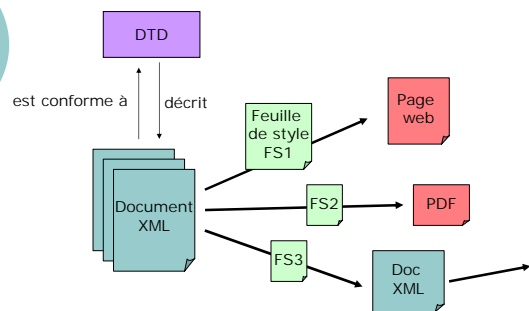 DTD
est conforme à
décrit
Feuille
de style
FS1
Page
web
Document
XML
FS2
PDF
FS3
Doc
XML